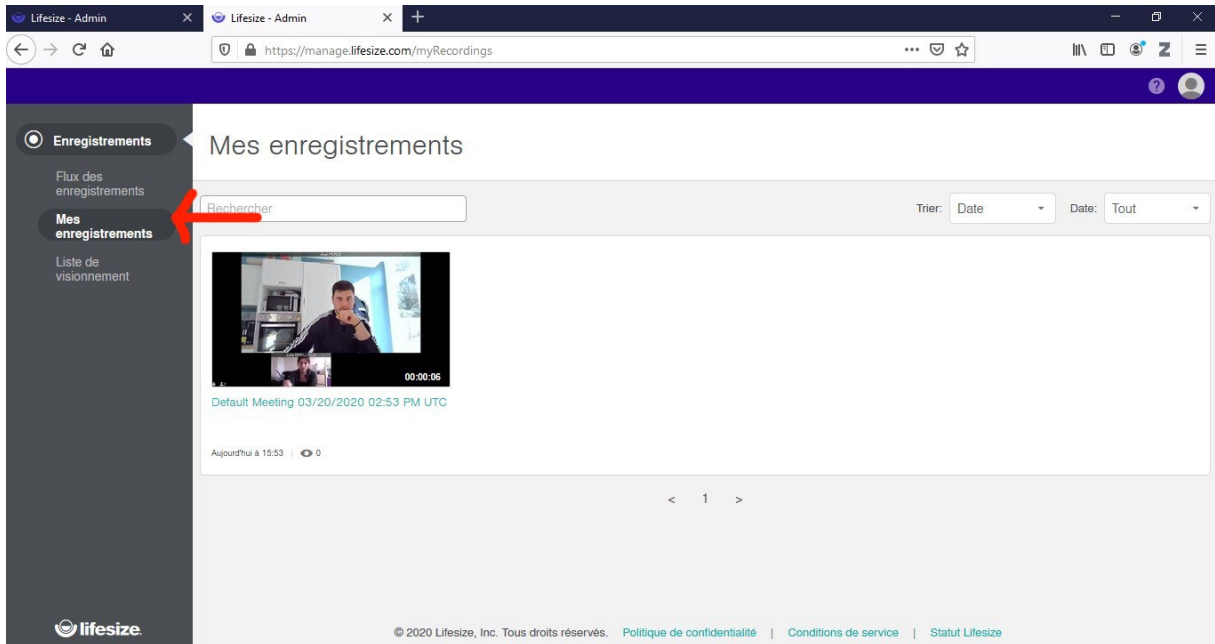 Lifesize - Admin
Lifesize - Admin
https://manage.lifesize.com/myRecordings
Enregistrements
Flux des
enregistrements
Mes
enregistrements
Liste de
visionnement
lifesize
Mes enregistrements
Rechercher
Trier: Date
Date: Tout
00:00:06
Default Meeting 03/20/2020 02:53 PM UTC
Aujourd'hui à 15:53 | 0
< 1 >
© 2020 Lifesize, Inc. Tous droits réservés. Politique de confidentialité | Conditions de service | Statut Lifesize